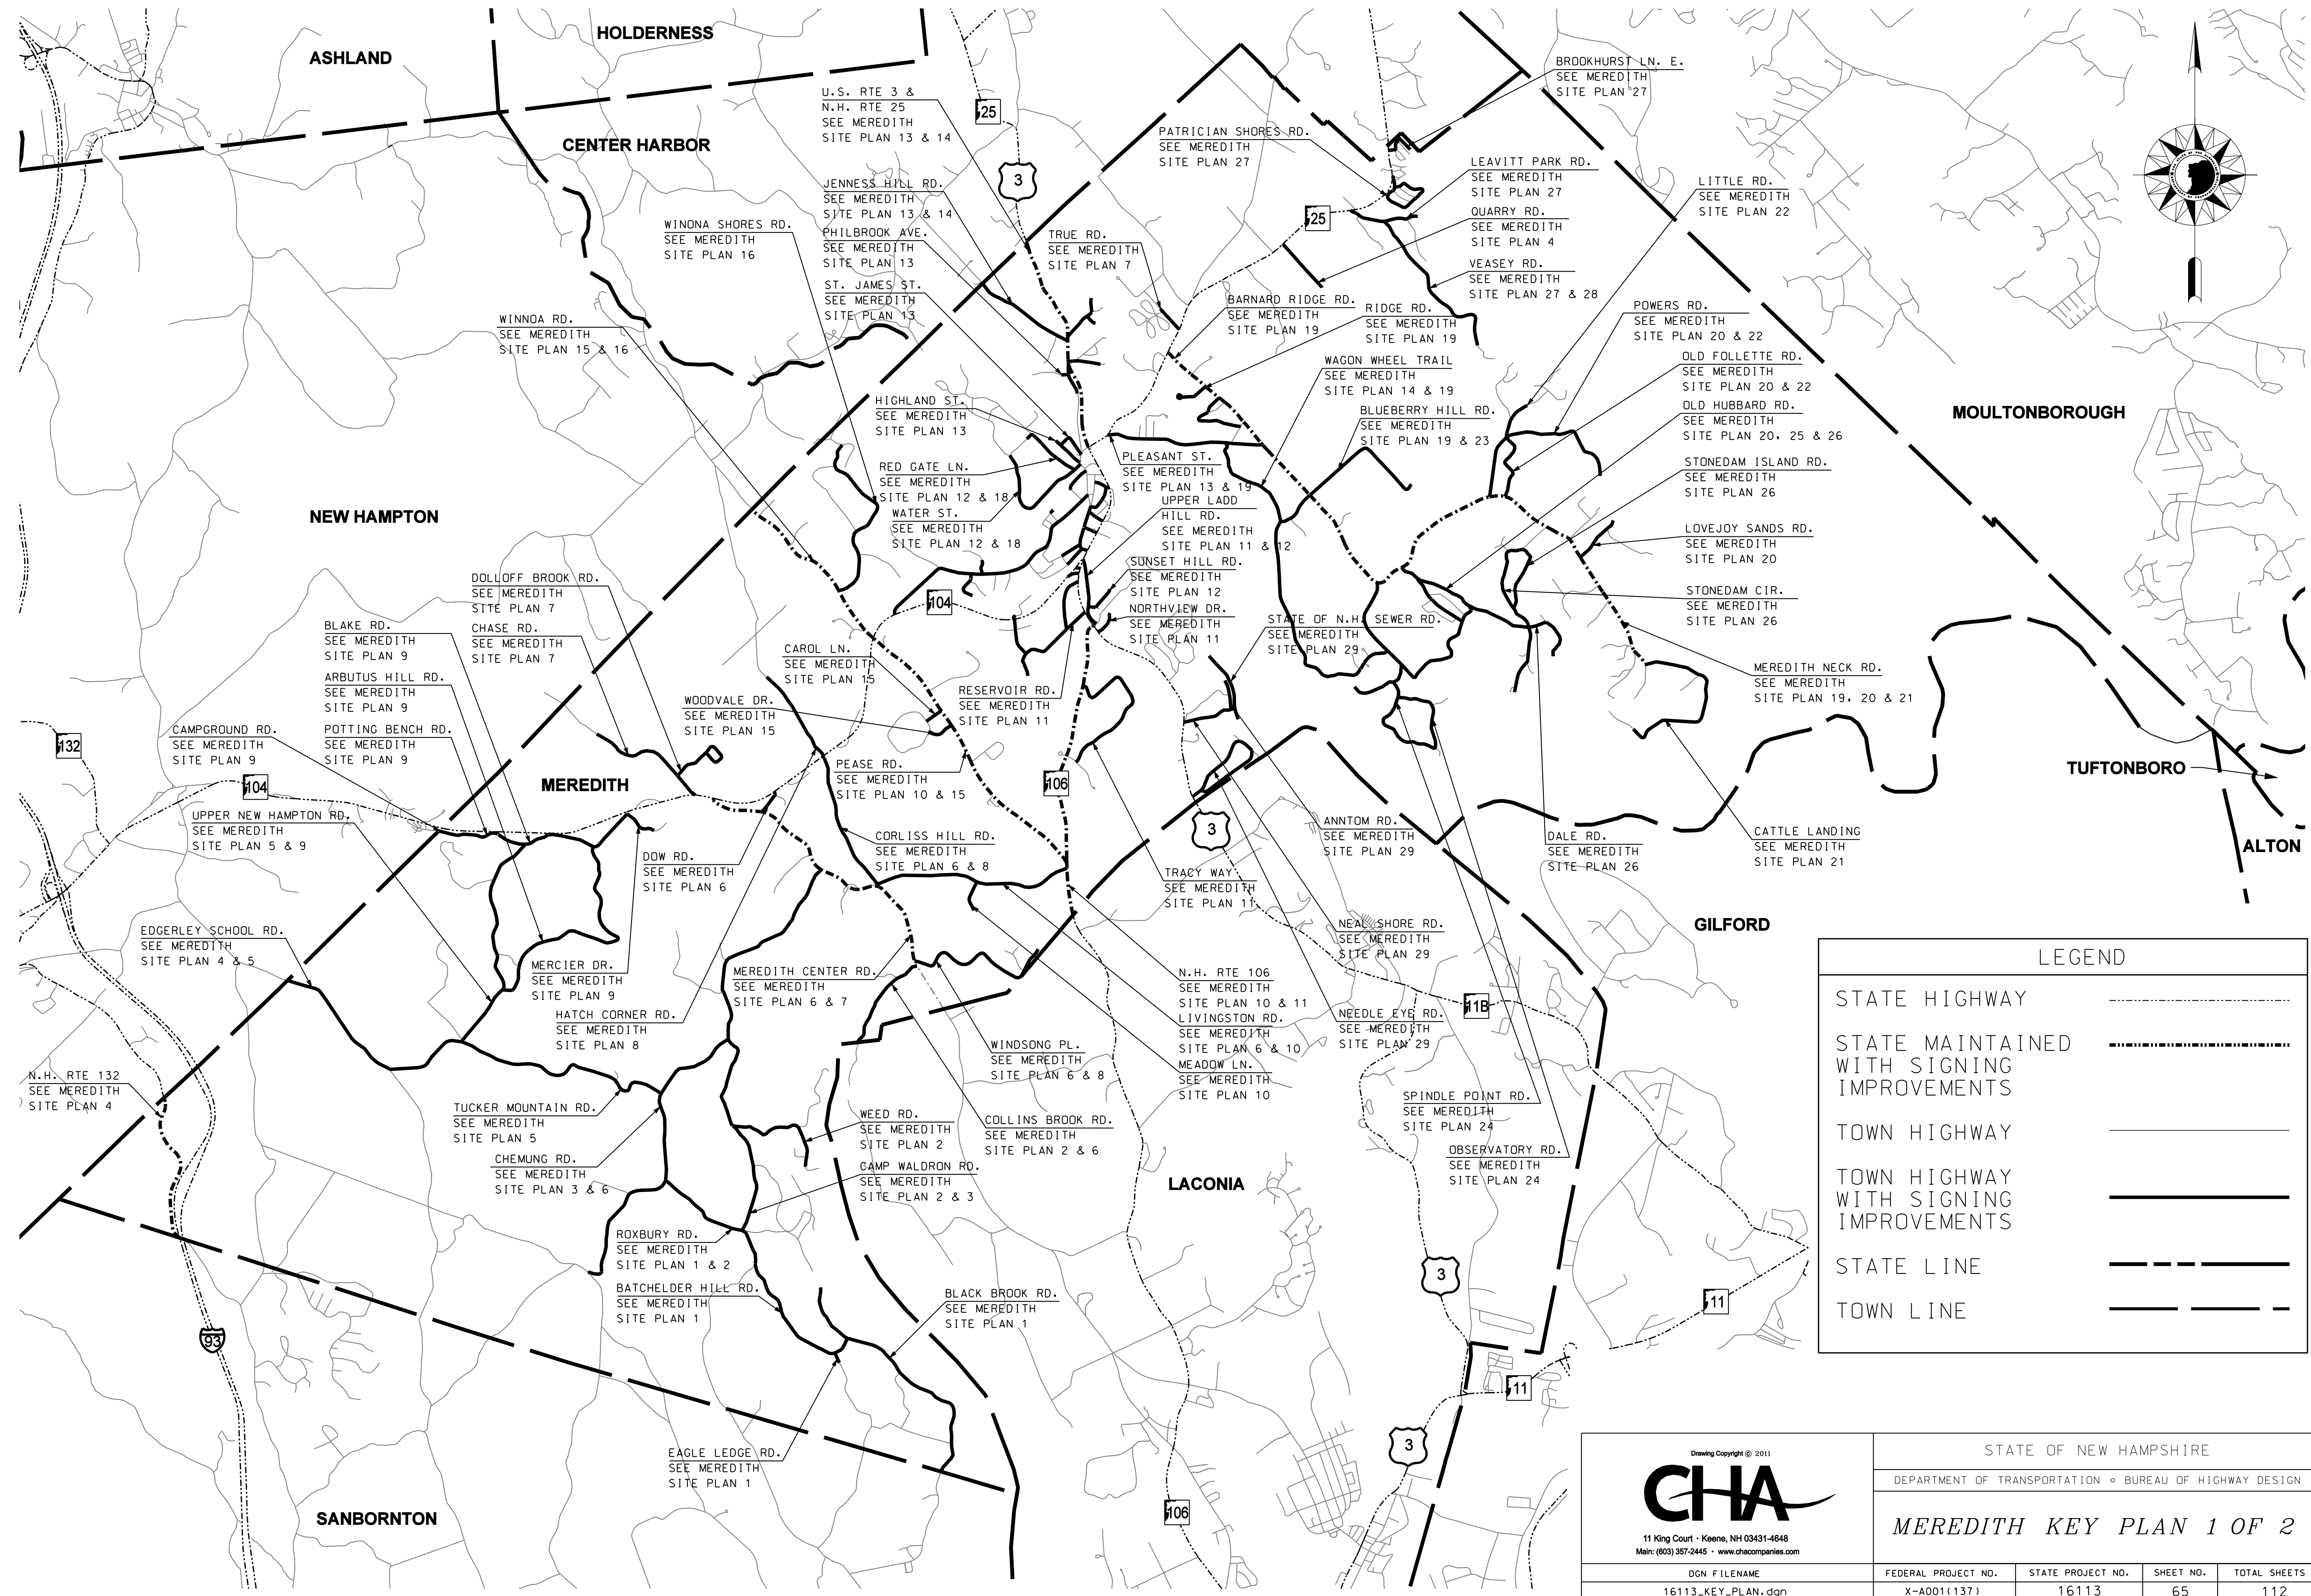 ASHLAND
HOLDERNESS
CENTER HARBOR
NEW HAMPTON
MEREDITH
SANBORNTON
LACONIA
GILFORD
MOULTONBOROUGH
TUFTONBORO
ALTON
U.S. RTE 3 &
N.H. RTE 25
SEE MEREDITH
SITE PLAN 13 & 14
JENNESS HILL RD.
SEE MEREDITH
SITE PLAN 13 & 14
PHILBROOK AVE.
SEE MEREDITH
SITE PLAN 13
ST. JAMES ST.
SEE MEREDITH
SITE PLAN 13
WINONA SHORES RD.
SEE MEREDITH
SITE PLAN 16
WINNOA RD.
SEE MEREDITH
SITE PLAN 15 & 16
HIGHLAND ST.
SEE MEREDITH
SITE PLAN 13
RED GATE LN.
SEE MEREDITH
SITE PLAN 12 & 18
WATER ST.
SEE MEREDITH
SITE PLAN 12 & 18
TRUE RD.
SEE MEREDITH
SITE PLAN 7
PATRICIAN SHORES RD.
SEE MEREDITH
SITE PLAN 27
BROOKHURST LN. E.
SEE MEREDITH
SITE PLAN 27
LEAVITT PARK RD.
SEE MEREDITH
SITE PLAN 27
QUARRY RD.
SEE MEREDITH
SITE PLAN 4
VEASEY RD.
SEE MEREDITH
SITE PLAN 27 & 28
LITTLE RD.
SEE MEREDITH
SITE PLAN 22
BARNARD RIDGE RD.
SEE MEREDITH
SITE PLAN 19
RIDGE RD.
SEE MEREDITH
SITE PLAN 19
WAGON WHEEL TRAIL
SEE MEREDITH
SITE PLAN 14 & 19
BLUEBERRY HILL RD.
SEE MEREDITH
SITE PLAN 19 & 23
POWERS RD.
SEE MEREDITH
SITE PLAN 20 & 22
OLD FOLLETTE RD.
SEE MEREDITH
SITE PLAN 20 & 22
OLD HUBBARD RD.
SEE MEREDITH
SITE PLAN 20, 25 & 26
STONEDAM ISLAND RD.
SEE MEREDITH
SITE PLAN 26
LOVEJOY SANDS RD.
SEE MEREDITH
SITE PLAN 20
STONEDAM CIR.
SEE MEREDITH
SITE PLAN 26
MEREDITH NECK RD.
SEE MEREDITH
SITE PLAN 19, 20 & 21
PLEASANT ST.
SEE MEREDITH
SITE PLAN 13 & 19
UPPER LADD
HILL RD.
SEE MEREDITH
SITE PLAN 11 & 12
SUNSET HILL RD.
SEE MEREDITH
SITE PLAN 12
NORTHVIEW DR.
SEE MEREDITH
SITE PLAN 11
STATE OF N.H. SEWER RD.
SEE MEREDITH
SITE PLAN 29
DOLLOFF BROOK RD.
SEE MEREDITH
SITE PLAN 7
CHASE RD.
SEE MEREDITH
SITE PLAN 7
BLAKE RD.
SEE MEREDITH
SITE PLAN 9
ARBUTUS HILL RD.
SEE MEREDITH
SITE PLAN 9
POTTING BENCH RD.
SEE MEREDITH
SITE PLAN 9
CAMPGROUND RD.
SEE MEREDITH
SITE PLAN 9
UPPER NEW HAMPTON RD.
SEE MEREDITH
SITE PLAN 5 & 9
CAROL LN.
SEE MEREDITH
SITE PLAN 15
WOODVALE DR.
SEE MEREDITH
SITE PLAN 15
RESERVOIR RD.
SEE MEREDITH
SITE PLAN 11
PEASE RD.
SEE MEREDITH
SITE PLAN 10 & 15
CORLISS HILL RD.
SEE MEREDITH
SITE PLAN 6 & 8
DOW RD.
SEE MEREDITH
SITE PLAN 6
TRACY WAY
SEE MEREDITH
SITE PLAN 11
ANNTOM RD.
SEE MEREDITH
SITE PLAN 29
DALE RD.
SEE MEREDITH
SITE PLAN 26
CATTLE LANDING
SEE MEREDITH
SITE PLAN 21
NEAL SHORE RD.
SEE MEREDITH
SITE PLAN 29
NEEDLE EYE RD.
SEE MEREDITH
SITE PLAN 29
EDGERLEY SCHOOL RD.
SEE MEREDITH
SITE PLAN 4 & 5
MERCIER DR.
SEE MEREDITH
SITE PLAN 9
HATCH CORNER RD.
SEE MEREDITH
SITE PLAN 8
MEREDITH CENTER RD.
SEE MEREDITH
SITE PLAN 6 & 7
N.H. RTE 106
SEE MEREDITH
SITE PLAN 10 & 11
LIVINGSTON RD.
SEE MEREDITH
SITE PLAN 6 & 10
MEADOW LN.
SEE MEREDITH
SITE PLAN 10
WINDSONG PL.
SEE MEREDITH
SITE PLAN 6 & 8
N.H. RTE 132
SEE MEREDITH
SITE PLAN 4
TUCKER MOUNTAIN RD.
SEE MEREDITH
SITE PLAN 5
CHEMUNG RD.
SEE MEREDITH
SITE PLAN 3 & 6
WEED RD.
SEE MEREDITH
SITE PLAN 2
COLLINS BROOK RD.
SEE MEREDITH
SITE PLAN 2 & 6
CAMP WALDRON RD.
SEE MEREDITH
SITE PLAN 2 & 3
SPINDLE POINT RD.
SEE MEREDITH
SITE PLAN 24
OBSERVATORY RD.
SEE MEREDITH
SITE PLAN 24
ROXBURY RD.
SEE MEREDITH
SITE PLAN 1 & 2
BATCHELDER HILL RD.
SEE MEREDITH
SITE PLAN 1
BLACK BROOK RD.
SEE MEREDITH
SITE PLAN 1
EAGLE LEDGE RD.
SEE MEREDITH
SITE PLAN 1
25
3
25
104
132
104
106
3
11B
93
3
11
11
3
106
LEGEND
STATE HIGHWAY
STATE MAINTAINED
WITH SIGNING
IMPROVEMENTS
TOWN HIGHWAY
TOWN HIGHWAY
WITH SIGNING
IMPROVEMENTS
STATE LINE
TOWN LINE
Drawing Copyright © 2011
CHA
11 King Court · Keene, NH 03431-4648
Main: (603) 357-2445 · www.chacompanies.com
STATE OF NEW HAMPSHIRE
DEPARTMENT OF TRANSPORTATION ∘ BUREAU OF HIGHWAY DESIGN
MEREDITH KEY PLAN 1 OF 2
DGN FILENAME
FEDERAL PROJECT NO.
STATE PROJECT NO.
SHEET NO.
TOTAL SHEETS
16113_KEY_PLAN.dgn
X-A001(137)
16113
65
112